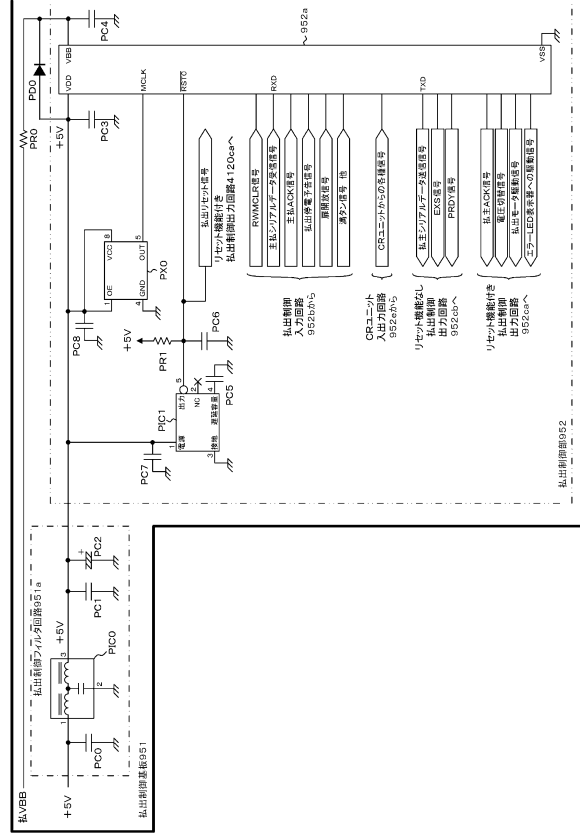 払VBB
+5V
払出制御基板951
払出制御フィルタ回路951a
PC0
1
2
3
PIC0
+5V
PC1
+
PC2
払出制御部952
PC7
PIC1
1
電源
3
接地
出力
5
NC
2
遅延容量
4
PC5
PC6
PR1
+5V
PC8
1
OE
VCC
8
4
GND
OUT
5
PX0
払出リセット信号
リセット機能付き
払出制御出力回路4120caへ
PR0
PD0
+5V
PC3
PC4
VDD
VBB
MCLK
RST0
RXD
TXD
VSS
952a
RWMCLR信号
主払シリアルデータ受信信号
主払ACK信号
払出停電予告信号
扉開放信号
満タン信号 他
払出制御
入力回路
952bから
CRユニットからの各種信号
CRユニット
入出力回路
952eから
払主シリアルデータ送信信号
EXS信号
PRDY信号
リセット機能なし
払出制御
出力回路
952cbへ
払主ACK信号
電圧切替信号
払出モータ駆動信号
エラーLED表示器への駆動信号
リセット機能付き
払出制御
出力回路
952caへ